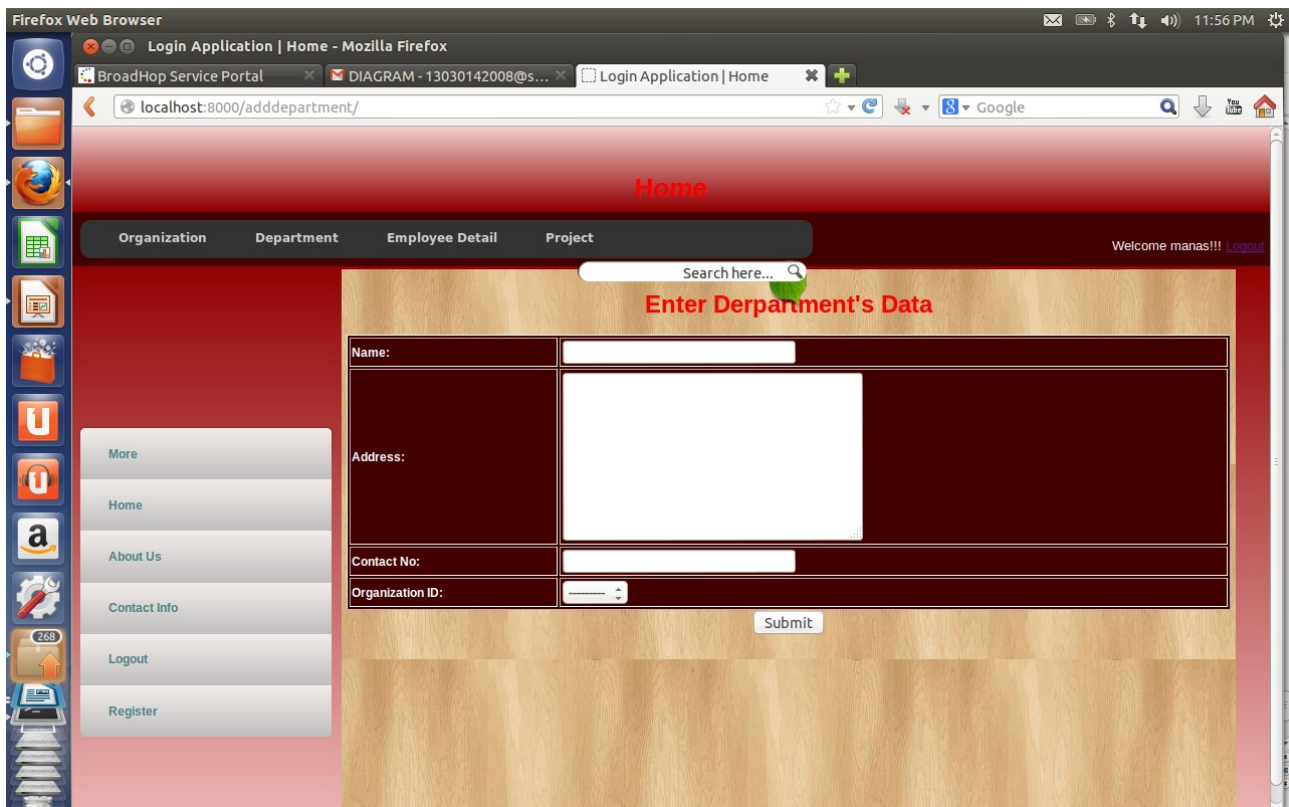 Firefox Web Browser
11:56 PM
Login Application | Home - Mozilla Firefox
BroadHop Service Portal
DIAGRAM - 13030142008@s...
Login Application | Home
localhost:8000/adddepartment/
Google
You
Tube
Home
Organization Department Employee Detail Project
Welcome manas!!! Logout
Search here...
Enter Derpartment's Data
Name:
Address:
Contact No:
Organization ID:
---------
Submit
More
Home
About Us
Contact Info
Logout
Register
268